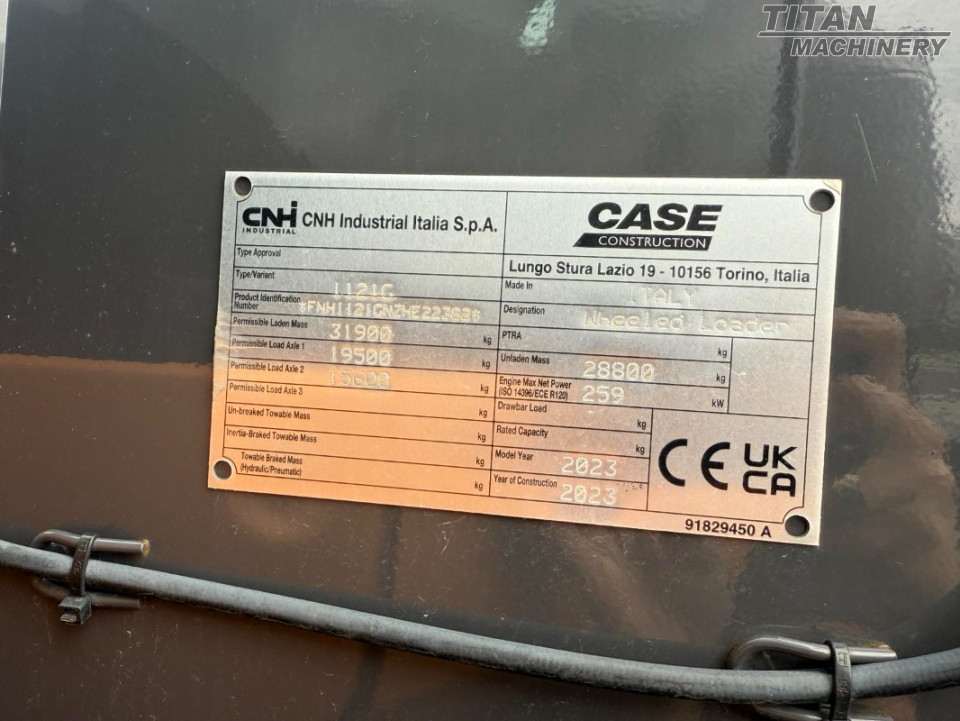 TITAN
MACHINERY
CNH
INDUSTRIAL
CNH Industrial Italia S.p.A.
CASE
CONSTRUCTION
Type Approval
Lungo Stura Lazio 19 - 10156 Torino, Italia
Type/Variant 1121G
Made In ITALY
Product Identification
Number
Designation Wheeled Loader
Permissible Laden Mass 31900 kg
PTRA kg
Permissible Load Axle 1 19500 kg
Unladen Mass 28800 kg
Permissible Load Axle 2 15600 kg
Engine Max Net Power
(ISO 14396/ECE R120) 259 kW
Permissible Load Axle 3 kg
Drawbar Load kg
Un-braked Towable Mass kg
Rated Capacity kg
Inertia-Braked Towable Mass kg
Model Year 2023
Towable Braked Mass
(Hydraulic/Pneumatic) kg
Year of Construction 2023
CE
UK
CA
91829450 A